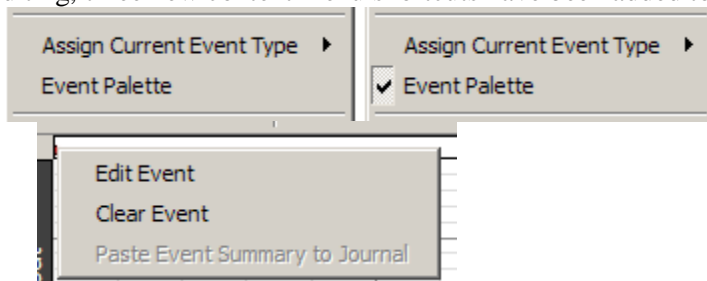 Assign Current Event Type Assign Current Event Type
Event Palette Event Palette
Edit Event
Clear Event
Paste Event Summary to Journal